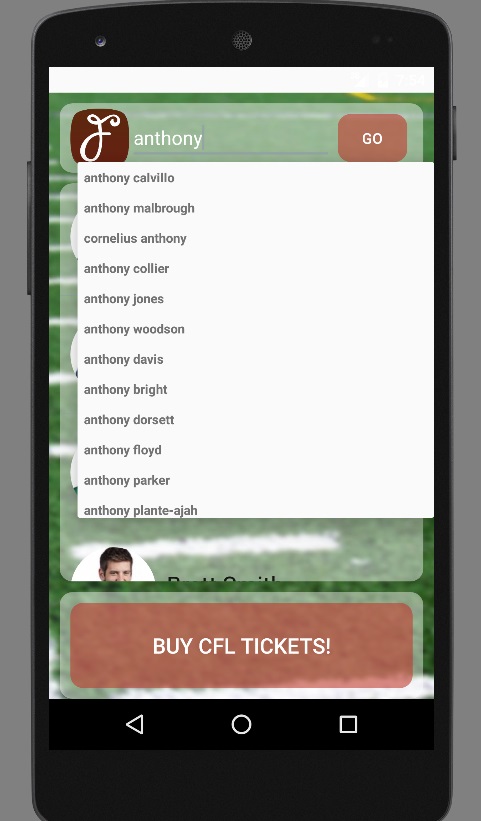 anthony
GO
anthony calvillo
anthony malbrough
cornelius anthony
anthony collier
anthony jones
anthony woodson
anthony davis
anthony bright
anthony dorsett
anthony floyd
anthony parker
anthony plante-ajah
BUY CFL TICKETS!